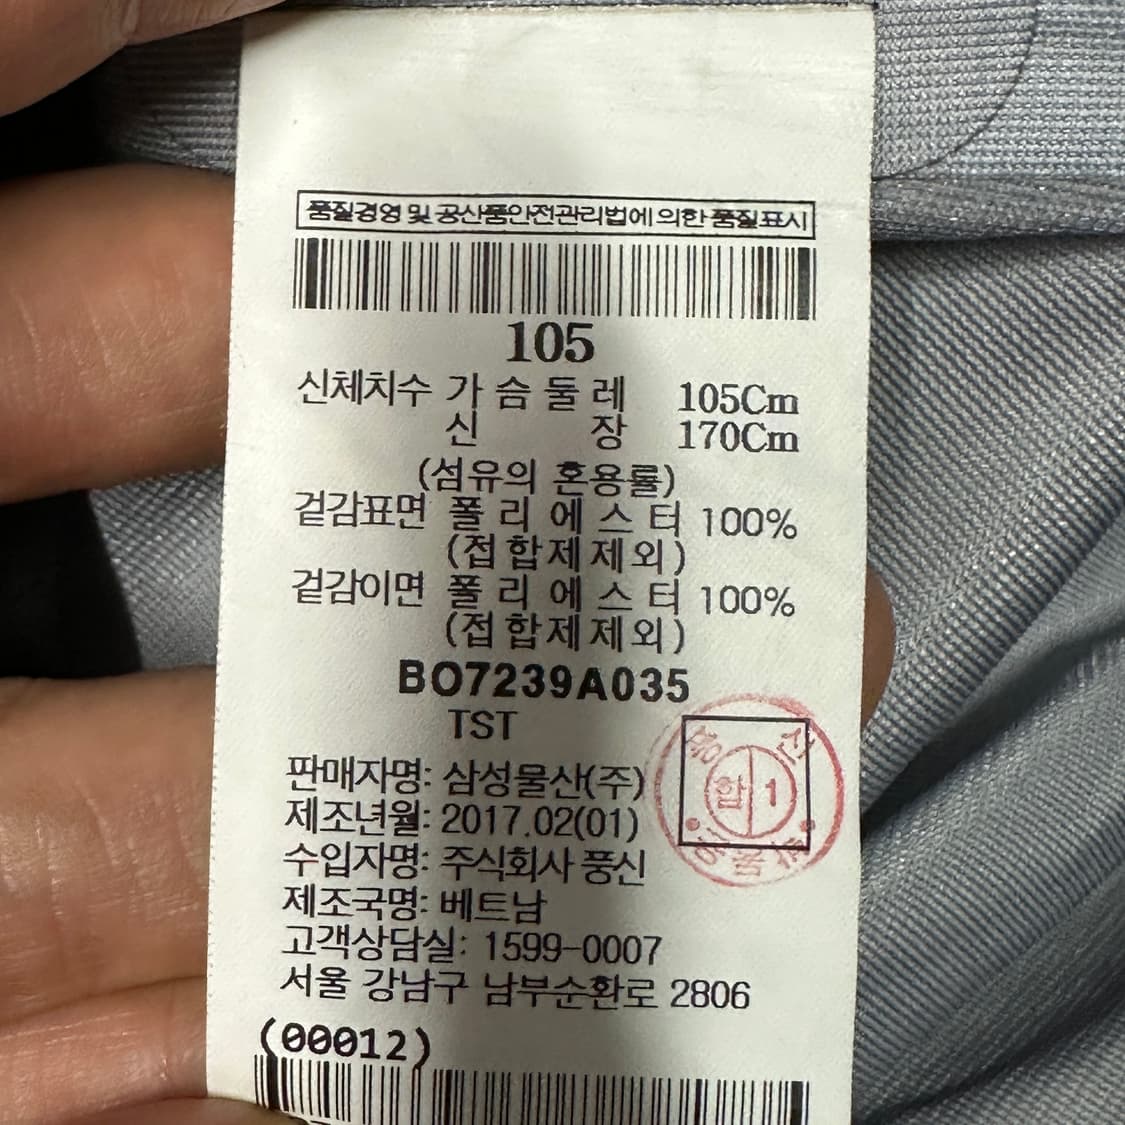 품질경영 및 공산품안전관리법에 의한 품질표시
105
신체치수 가 슴 둘 레 105Cm
신 장 170Cm
(섬유의 혼용률)
겉감표면 폴 리 에 스 터 100%
(접합제제외)
겉감이면 폴 리 에 스 터 100%
(접합제제외)
BO7239A035
TST
판매자명: 삼성물산(주)
합 1
제조년월: 2017.02(01)
수입자명: 주식회사 풍신
제조국명: 베트남
고객상담실: 1599-0007
서울 강남구 남부순환로 2806
(00012)